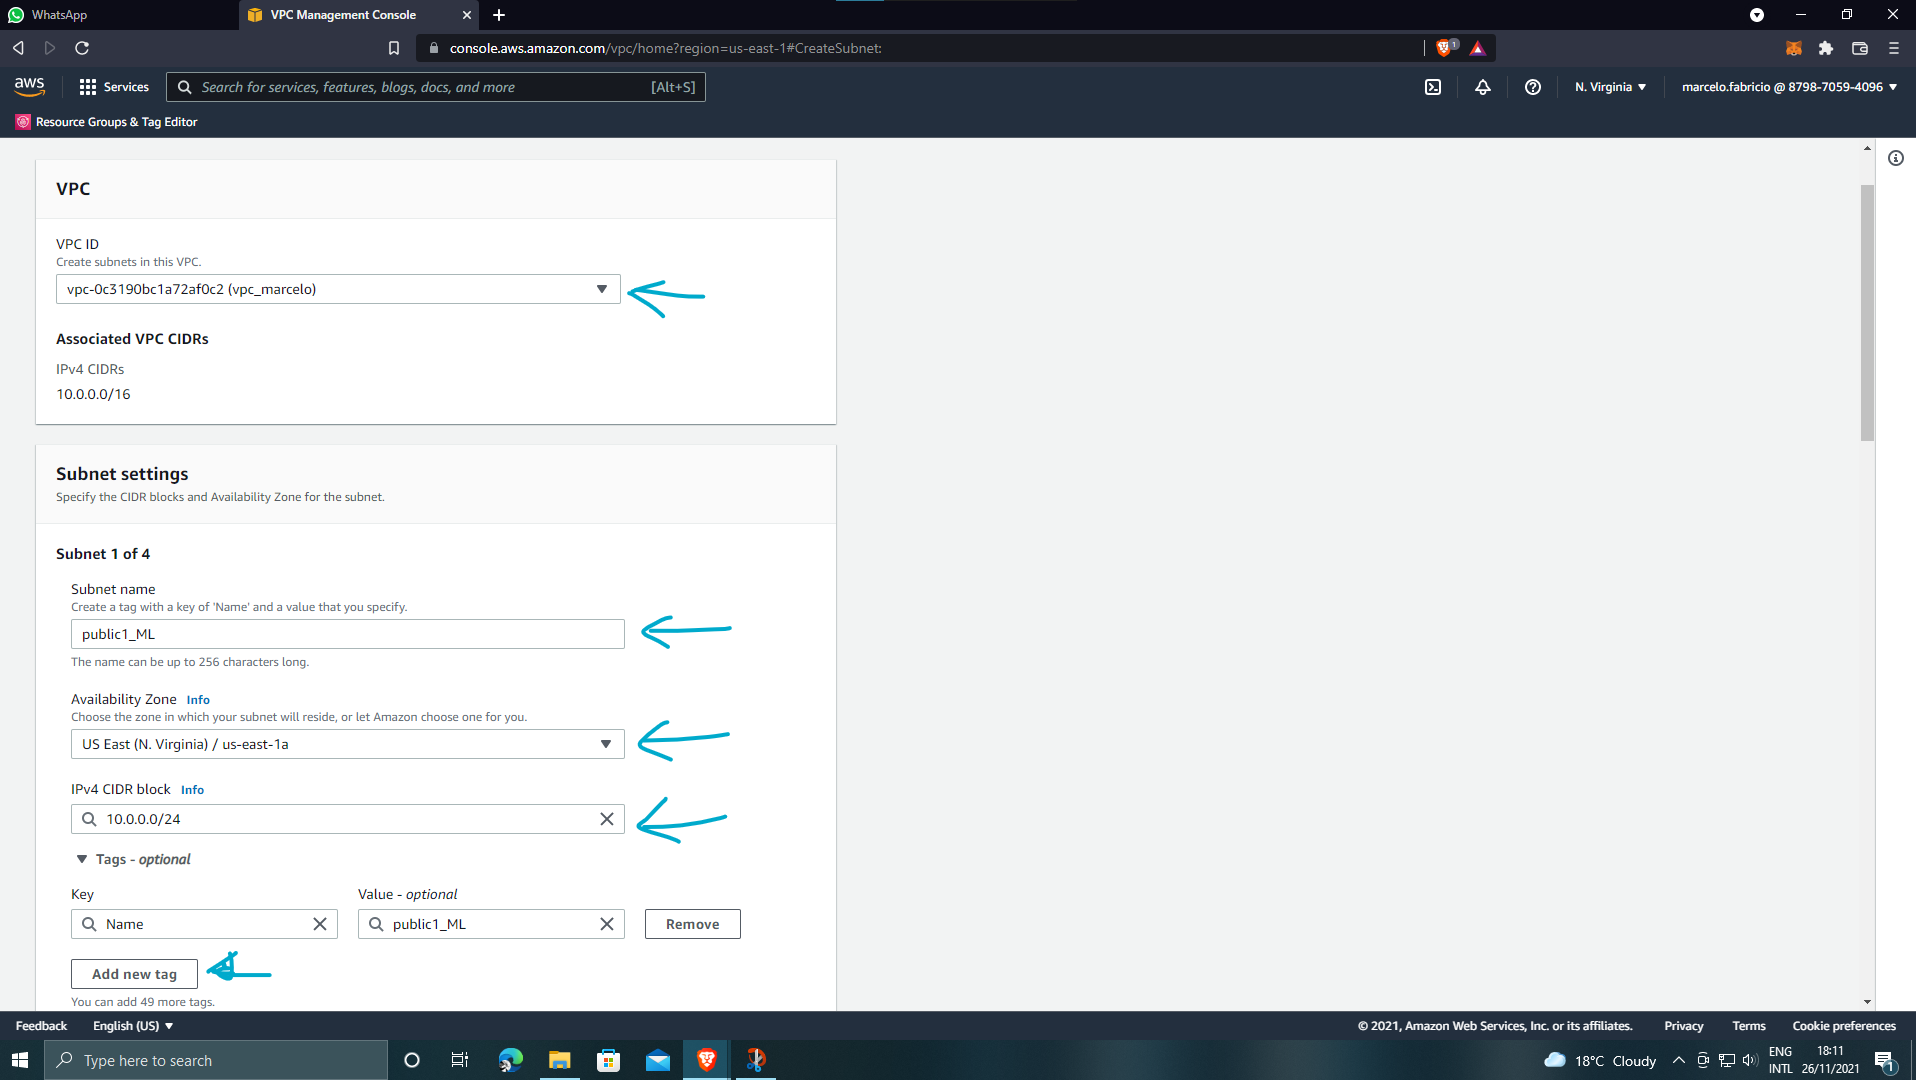 WhatsApp
VPC Management Console
console.aws.amazon.com/vpc/home?region=us-east-1#CreateSubnet:
1
aws
Services
Search for services, features, blogs, docs, and more
[Alt+S]
N. Virginia
marcelo.fabricio @ 8798-7059-4096
Resource Groups & Tag Editor
VPC
VPC ID
Create subnets in this VPC.
vpc-0c3190bc1a72af0c2 (vpc_marcelo)
Associated VPC CIDRs
IPv4 CIDRs
10.0.0.0/16
Subnet settings
Specify the CIDR blocks and Availability Zone for the subnet.
Subnet 1 of 4
Subnet name
Create a tag with a key of 'Name' and a value that you specify.
public1_ML
The name can be up to 256 characters long.
Availability Zone Info
Choose the zone in which your subnet will reside, or let Amazon choose one for you.
US East (N. Virginia) / us-east-1a
IPv4 CIDR block Info
10.0.0.0/24
Tags - optional
Key Value - optional
Name public1_ML Remove
Add new tag
You can add 49 more tags.
Feedback English (US) © 2021, Amazon Web Services, Inc. or its affiliates. Privacy Terms Cookie preferences
Type here to search
18°C Cloudy
ENG
INTL
18:11
26/11/2021
1